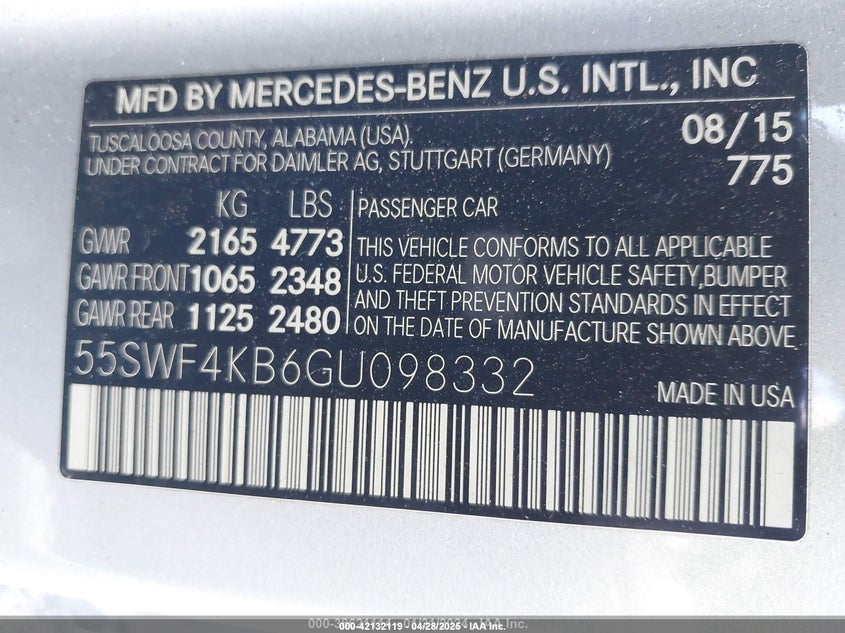 MFD BY MERCEDES-BENZ U.S. INTL., INC
TUSCALOOSA COUNTY, ALABAMA (USA). 08/15
UNDER CONTRACT FOR DAIMLER AG, STUTTGART (GERMANY) 775
KG LBS PASSENGER CAR
GVWR 2165 4773 THIS VEHICLE CONFORMS TO ALL APPLICABLE
GAWR FRONT 1065 2348 U.S. FEDERAL MOTOR VEHICLE SAFETY, BUMPER
GAWR REAR 1125 2480 AND THEFT PREVENTION STANDARDS IN EFFECT
ON THE DATE OF MANUFACTURE SHOWN ABOVE
55SWF4KB6GU098332
MADE IN USA
000-42132119 04/28/2025 - IAA Inc.